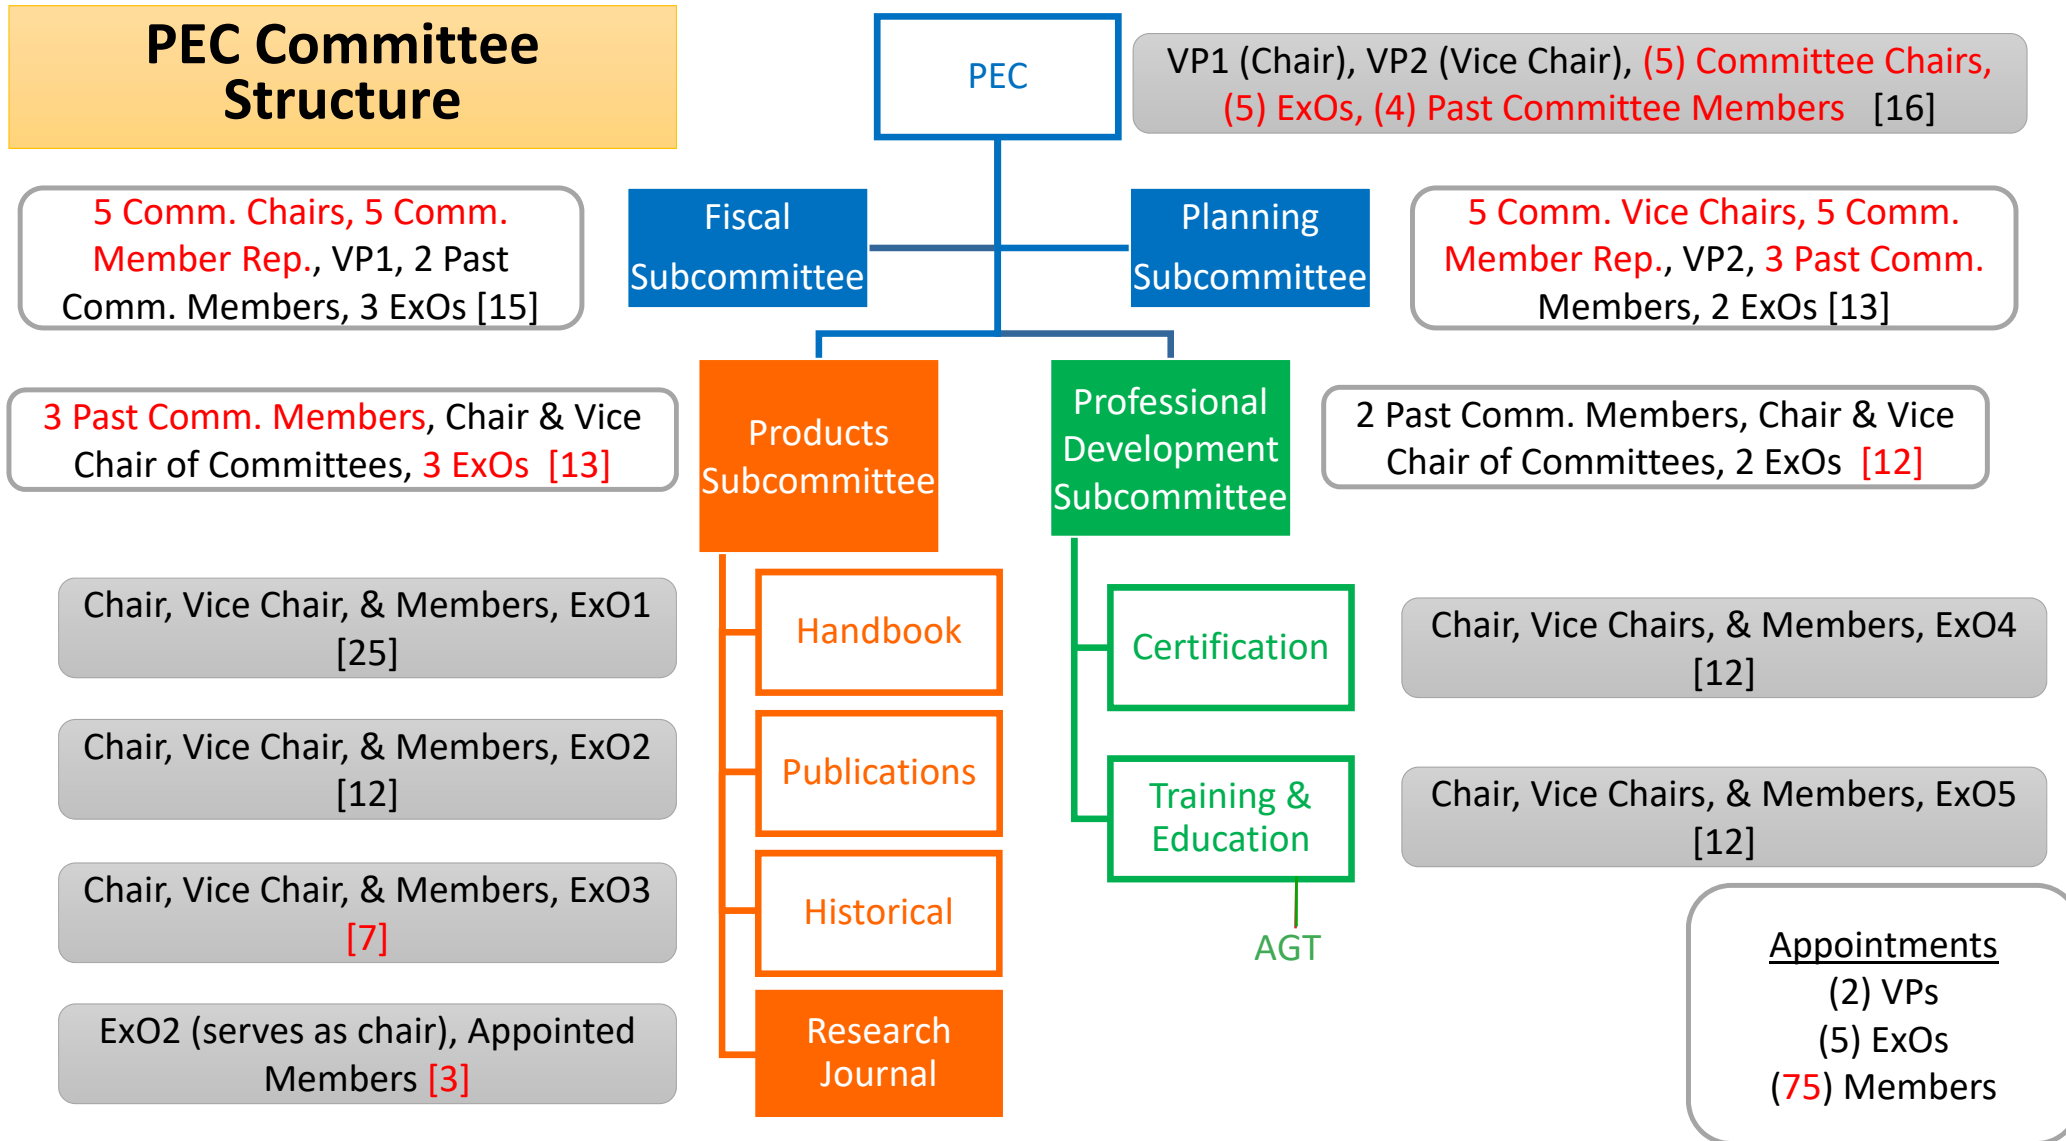 PEC Committee
Structure
PEC
VP1 (Chair), VP2 (Vice Chair), (5) Committee Chairs,
(5) ExOs, (4) Past Committee Members [16]
5 Comm. Chairs, 5 Comm.
Member Rep., VP1, 2 Past
Comm. Members, 3 ExOs [15]
Fiscal
Subcommittee
Planning
Subcommittee
5 Comm. Vice Chairs, 5 Comm.
Member Rep., VP2, 3 Past Comm.
Members, 2 ExOs [13]
3 Past Comm. Members, Chair & Vice
Chair of Committees, 3 ExOs [13]
Products
Subcommittee
Professional
Development
Subcommittee
2 Past Comm. Members, Chair & Vice
Chair of Committees, 2 ExOs [12]
Chair, Vice Chair, & Members, ExO1
[25]
Handbook
Certification
Chair, Vice Chairs, & Members, ExO4
[12]
Chair, Vice Chair, & Members, ExO2
[12]
Publications
Training &
Education
Chair, Vice Chairs, & Members, ExO5
[12]
Chair, Vice Chair, & Members, ExO3
[7]
Historical
AGT
ExO2 (serves as chair), Appointed
Members [3]
Research
Journal
Appointments
(2) VPs
(5) ExOs
(75) Members